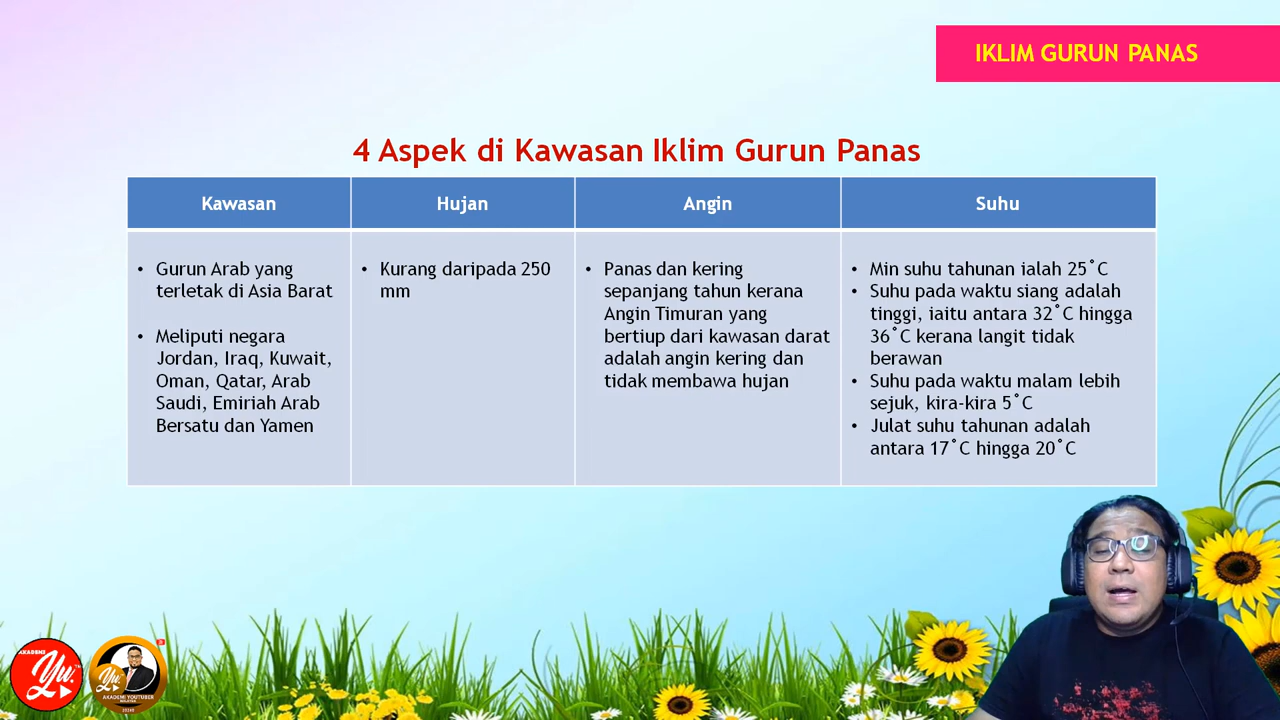 IKLIM GURUN PANAS
4 Aspek di Kawasan Iklim Gurun Panas
Kawasan
Hujan
Angin
Suhu
• Gurun Arab yang
terletak di Asia Barat
• Meliputi negara
Jordan, Iraq, Kuwait,
Oman, Qatar, Arab
Saudi, Emiriah Arab
Bersatu dan Yamen
• Kurang daripada 250
mm
• Panas dan kering
sepanjang tahun kerana
Angin Timuran yang
bertiup dari kawasan darat
adalah angin kering dan
tidak membawa hujan
• Min suhu tahunan ialah 25˚C
• Suhu pada waktu siang adalah
tinggi, iaitu antara 32˚C hingga
36˚C kerana langit tidak
berawan
• Suhu pada waktu malam lebih
sejuk, kira-kira 5˚C
• Julat suhu tahunan adalah
antara 17˚C hingga 20˚C
AKADEMI
Yu.
Yu.
AKADEMI YOUTUBER